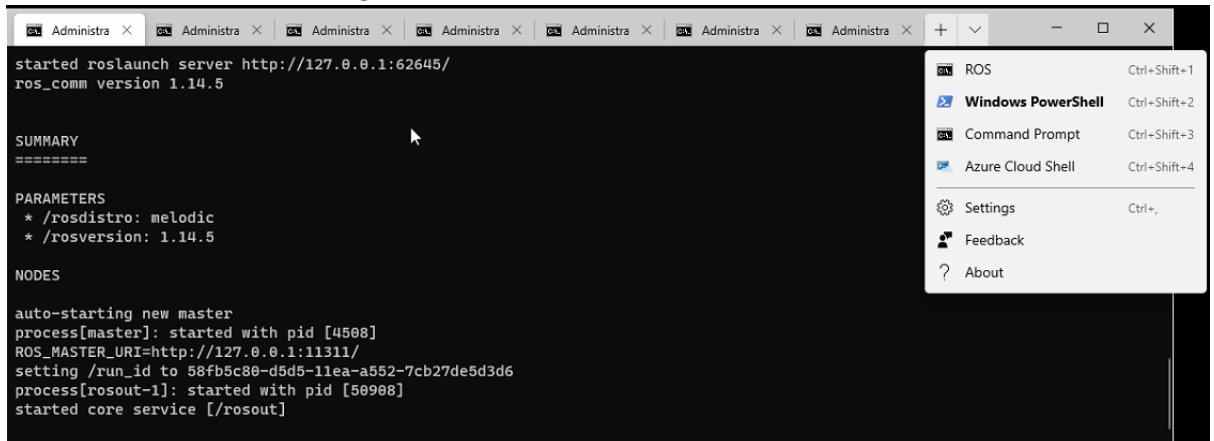 Administra Administra Administra Administra Administra Administra Administra
started roslaunch server http://127.0.0.1:62645/
ros_comm version 1.14.5
SUMMARY
========
PARAMETERS
* /rosdistro: melodic
* /rosversion: 1.14.5
NODES
auto-starting new master
process[master]: started with pid [4508]
ROS_MASTER_URI=http://127.0.0.1:11311/
setting /run_id to 58fb5c80-d5d5-11ea-a552-7cb27de5d3d6
process[rosout-1]: started with pid [50908]
started core service [/rosout]
ROS Ctrl+Shift+1
Windows PowerShell Ctrl+Shift+2
Command Prompt Ctrl+Shift+3
Azure Cloud Shell Ctrl+Shift+4
Settings Ctrl+,
Feedback
? About